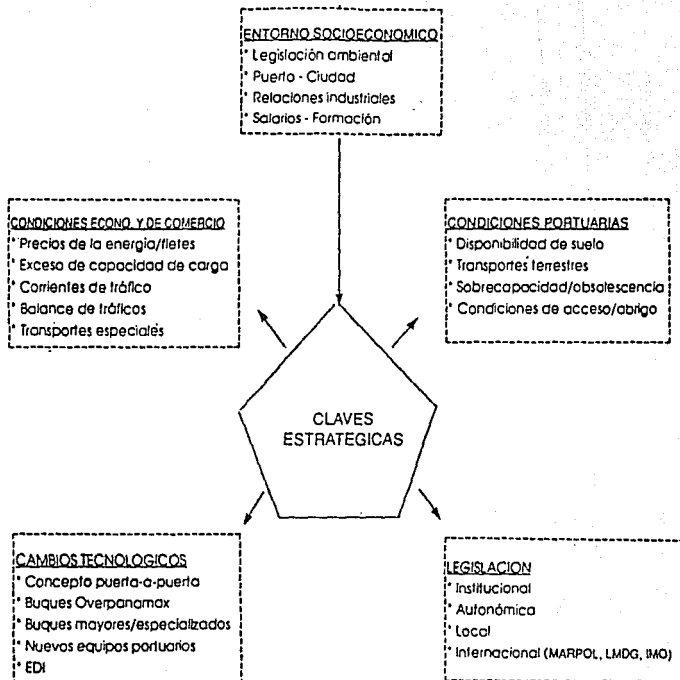 ENTORNO SOCIOECONOMICO
* Legislación ambiental
* Puerto - Ciudad
* Relaciones industriales
* Salarios - Formación
CONDICIONES ECONO. Y DE COMERCIO
* Precios de la energía/fletes
* Exceso de capacidad de carga
* Corrientes de tráfico
* Balance de tráficos
* Transportes especiales
CONDICIONES PORTUARIAS
* Disponibilidad de suelo
* Transportes terrestres
* Sobrecapacidad/obsolescencia
* Condiciones de acceso/abrigo
CLAVES
ESTRATEGICAS
CAMBIOS TECNOLOGICOS
* Concepto puerta-a-puerta
* Buques Overpanamax
* Buques mayores/especializados
* Nuevos equipos portuarios
* EDI
LEGISLACION
* Institucional
* Autonómica
* Local
* Internacional (MARPOL, LMDG, IMO)